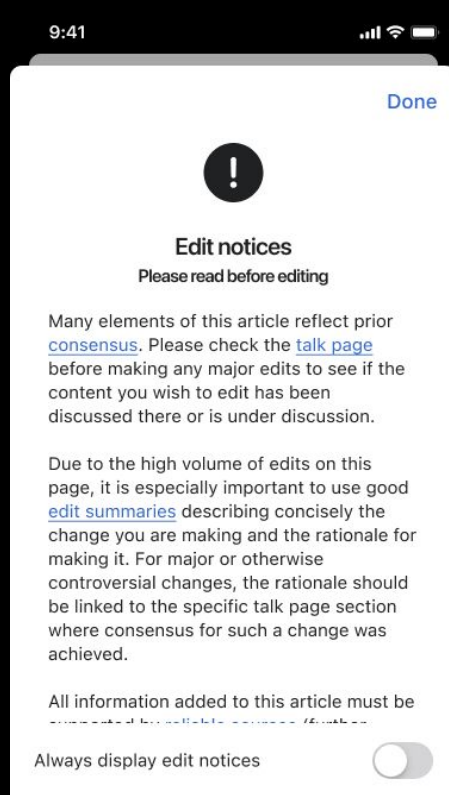 9:41
Done
Edit notices
Please read before editing
Many elements of this article reflect prior
consensus. Please check the talk page
before making any major edits to see if the
content you wish to edit has been
discussed there or is under discussion.
Due to the high volume of edits on this
page, it is especially important to use good
edit summaries describing concisely the
change you are making and the rationale for
making it. For major or otherwise
controversial changes, the rationale should
be linked to the specific talk page section
where consensus for such a change was
achieved.
All information added to this article must be
supported by reliable sources (further
Always display edit notices